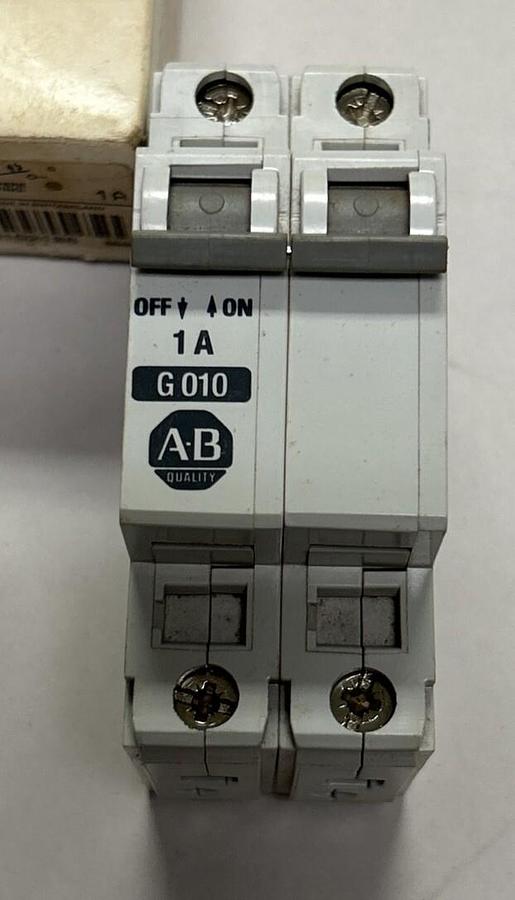 1A
OFF ↓ ↑ ON
1 A
G 010
A·B
QUALITY